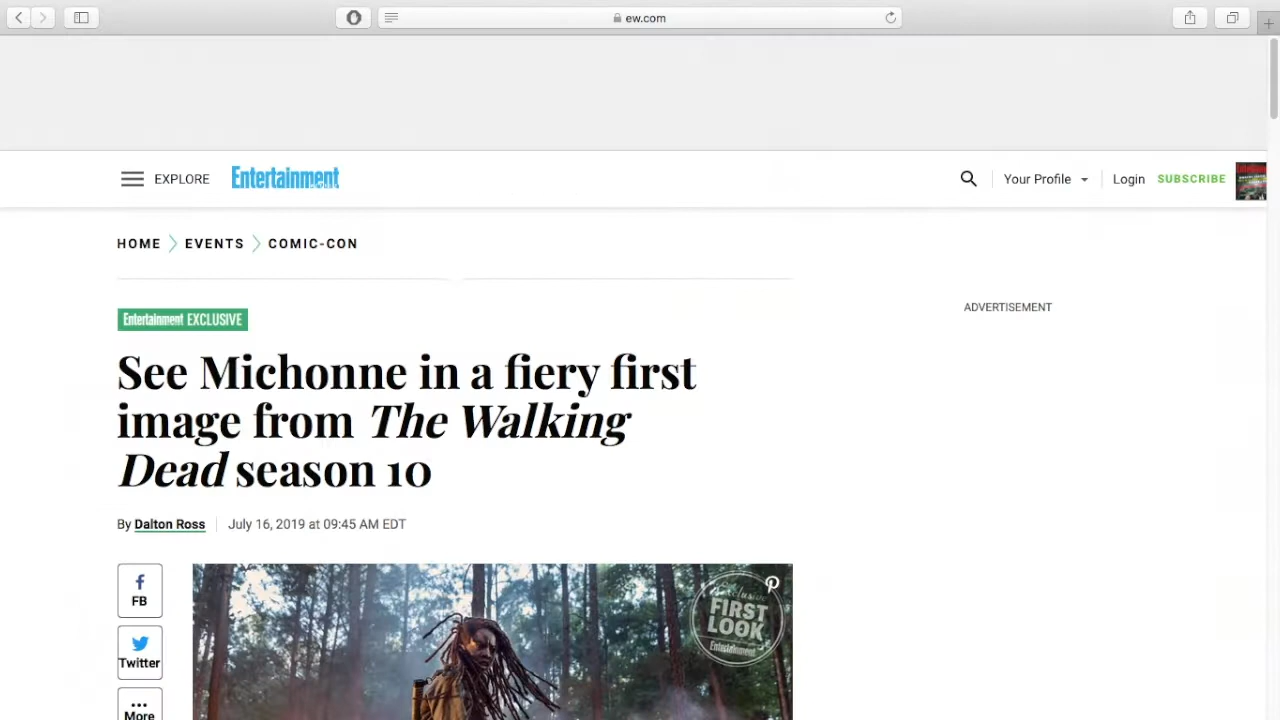 ew.com
EXPLORE
Entertainment
Your Profile
Login
SUBSCRIBE
HOME
EVENTS
COMIC-CON
ADVERTISEMENT
Entertainment EXCLUSIVE
See Michonne in a fiery first
image from The Walking
Dead season 10
By Dalton Ross
July 16, 2019 at 09:45 AM EDT
FB
Twitter
More
Exclusive
FIRST
LOOK
Entertainment